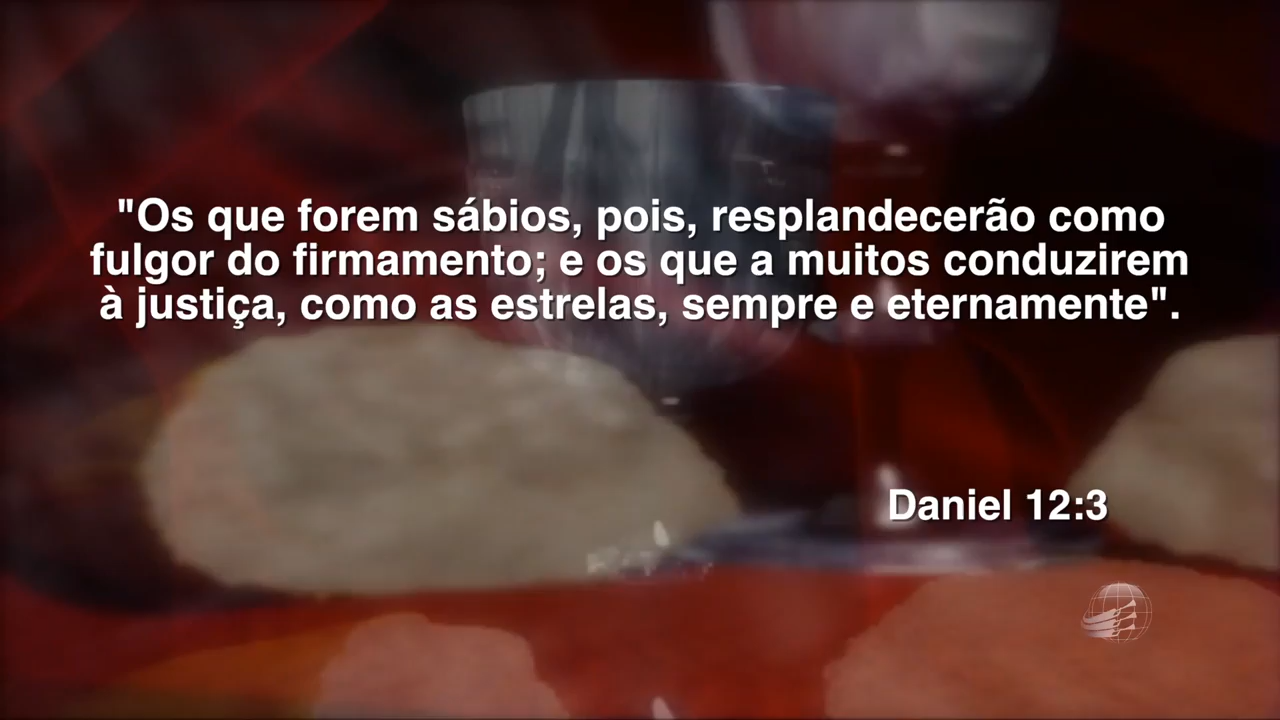 "Os que forem sábios, pois, resplandecerão como
fulgor do firmamento; e os que a muitos conduzirem
à justiça, como as estrelas, sempre e eternamente".
Daniel 12:3